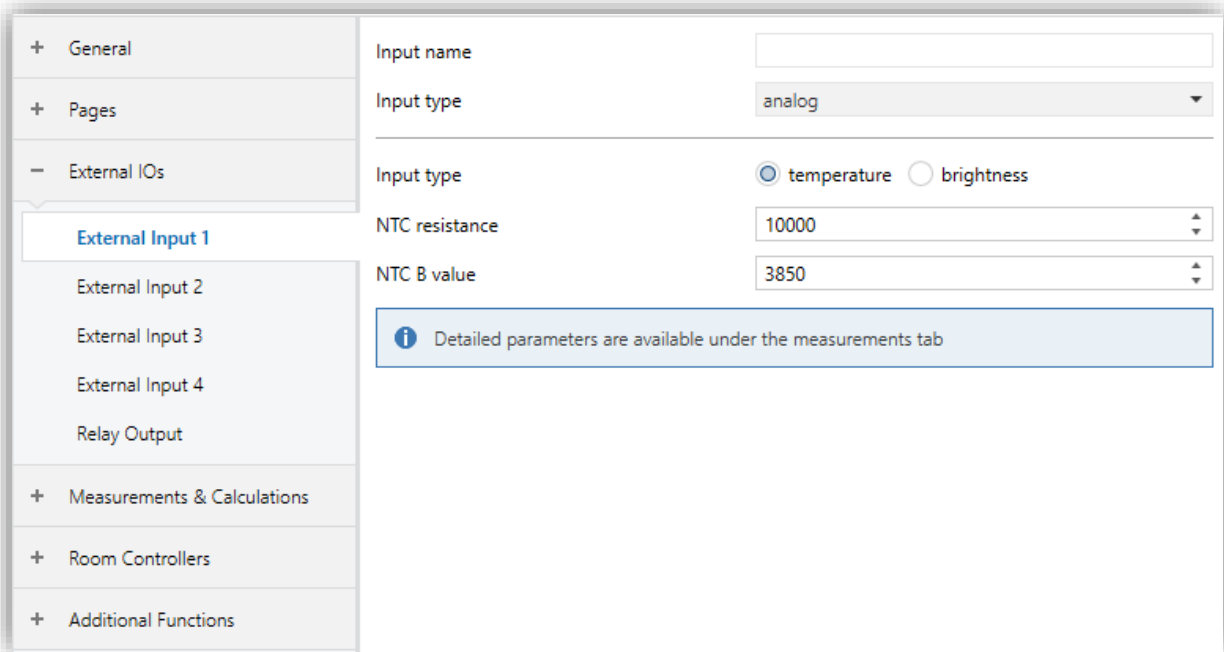 + General
+ Pages
− External IOs
External Input 1
External Input 2
External Input 3
External Input 4
Relay Output
+ Measurements & Calculations
+ Room Controllers
+ Additional Functions
Input name
Input type analog
Input type temperature brightness
NTC resistance 10000
NTC B value 3850
Detailed parameters are available under the measurements tab